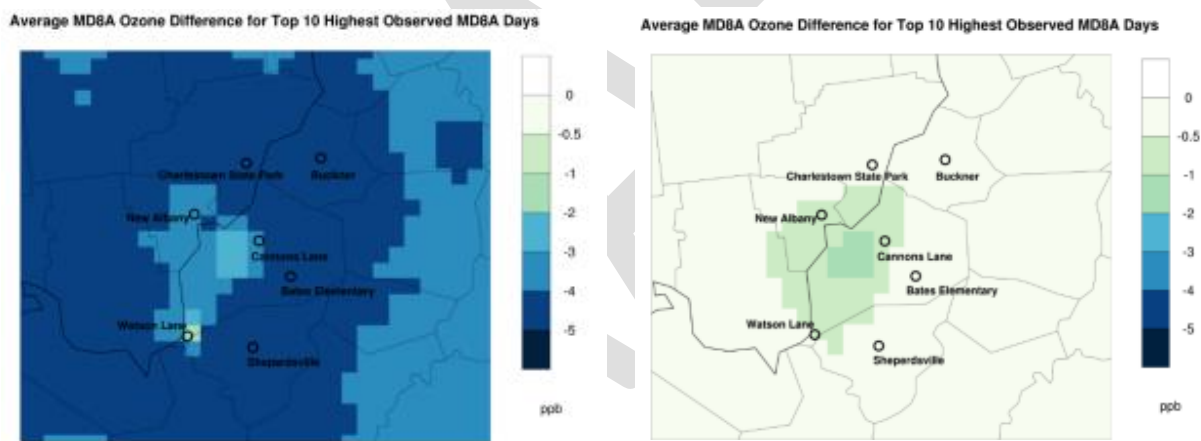 Average MD8A Ozone Difference for Top 10 Highest Observed MD8A Days
Charlestown State Park
Buckner
New Albany
Cannons Lane
Bates Elementary
Watson Lane
Shepardsville
0
-0.5
-1
-2
-3
-4
-5
ppb
Average MD8A Ozone Difference for Top 10 Highest Observed MD8A Days
Charlestown State Park
Buckner
New Albany
Cannons Lane
Bates Elementary
Watson Lane
Shepardsville
0
-0.5
-1
-2
-3
-4
-5
ppb